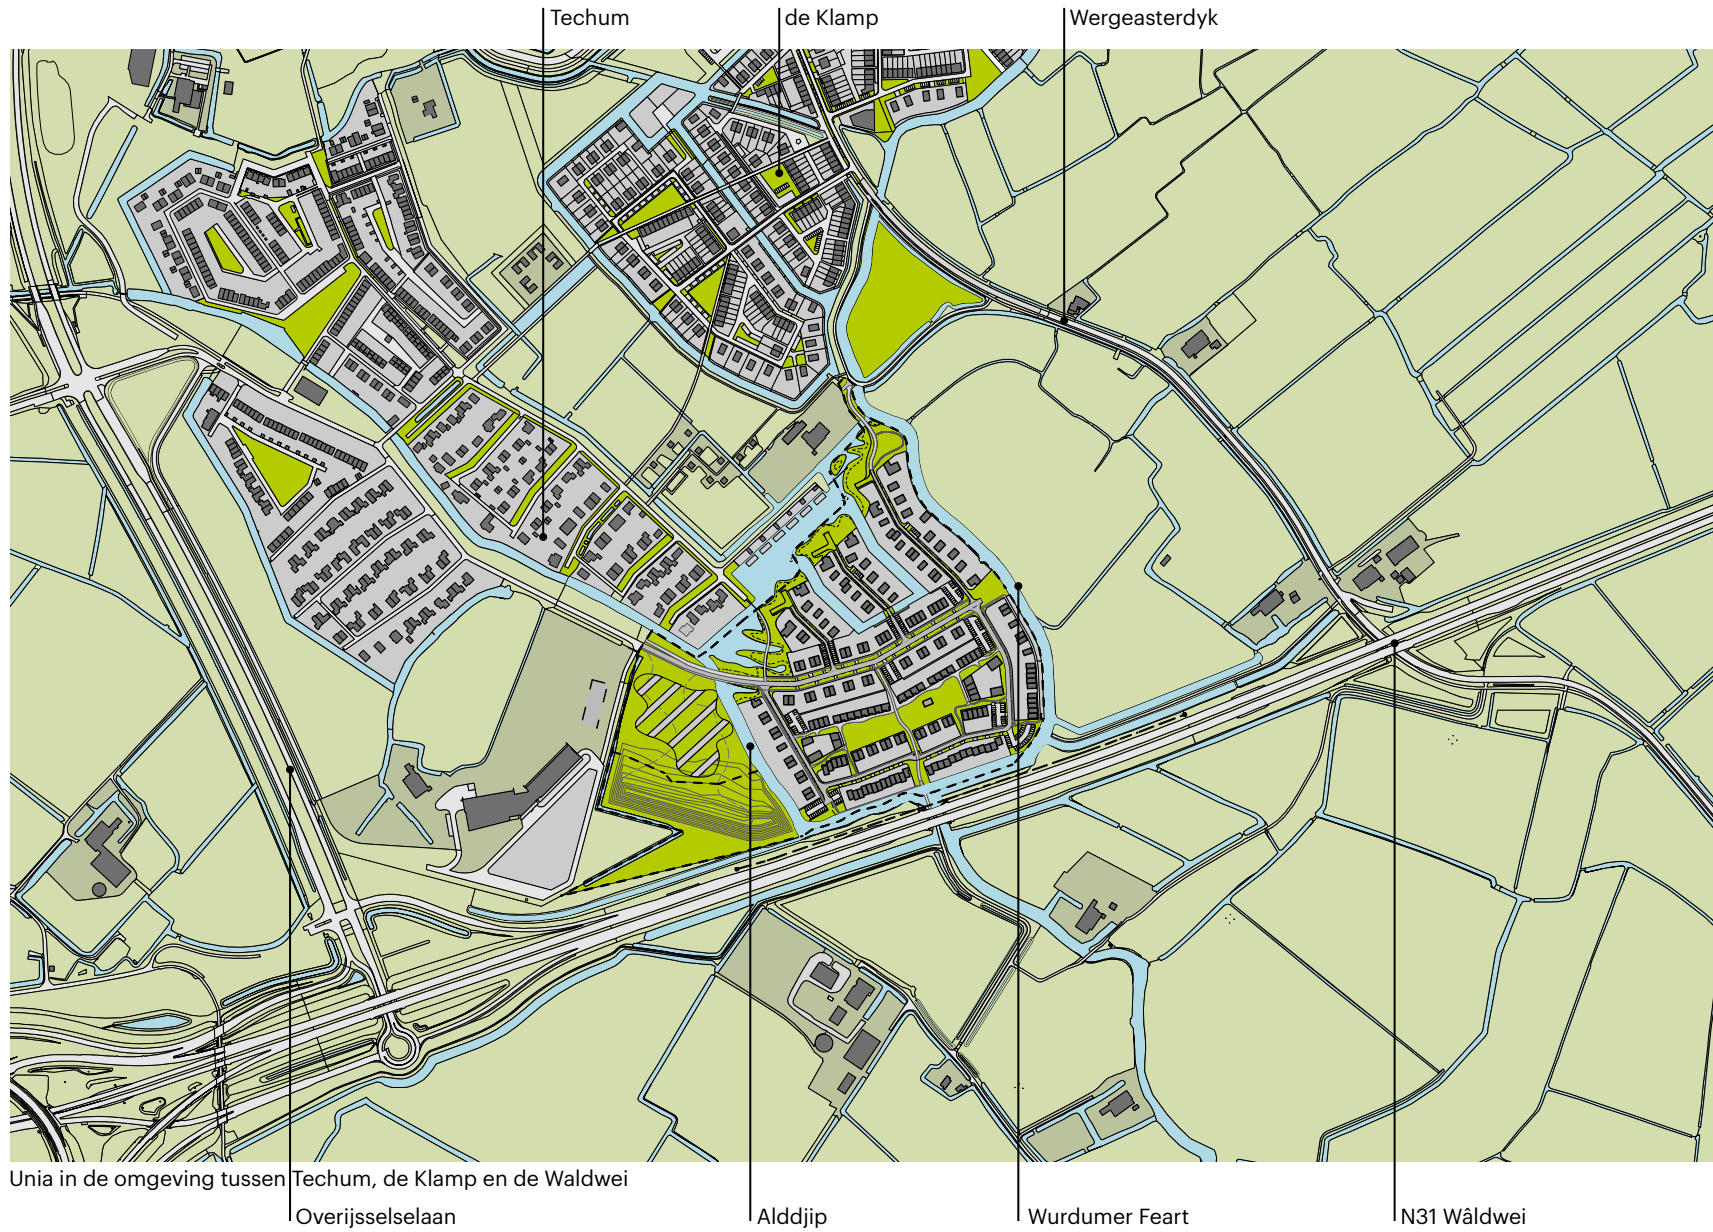 Techum
de Klamp
Wergeasterdyk
Unia in de omgeving tussen Techum, de Klamp en de Waldwei
Overijsselselaan
Alddjip
Wurdumer Feart
N31 Wâldwei